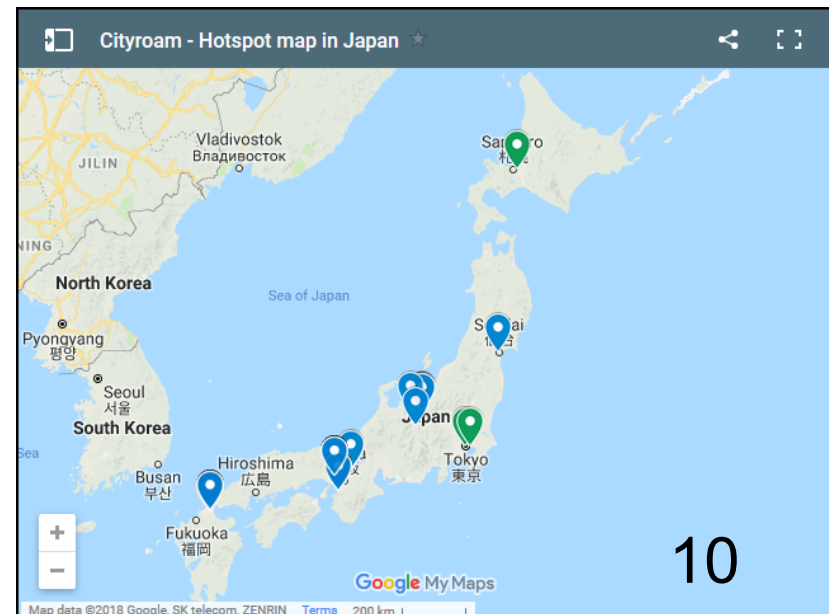 Cityroam - Hotspot map in Japan
Vladivostok
Владивосток
JILIN
North Korea
Sea of Japan
Pyongyang
평양
Seoul
서울
South Korea
Japan
Sea
Hiroshima
広島
Busan
부산
Tokyo
東京
Fukuoka
福岡
+
−
10
Google My Maps
Map data ©2018 Google, SK telecom, ZENRIN Terms 200 km